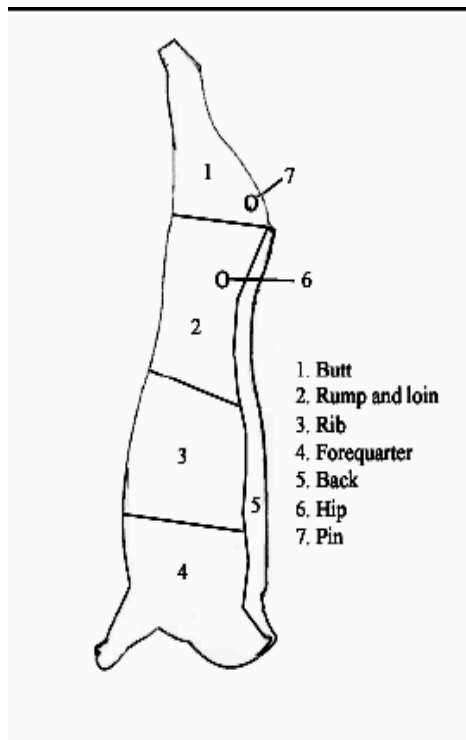 1
7
6
2
3
5
4
1. Butt
2. Rump and loin
3. Rib
4. Forequarter
5. Back
6. Hip
7. Pin